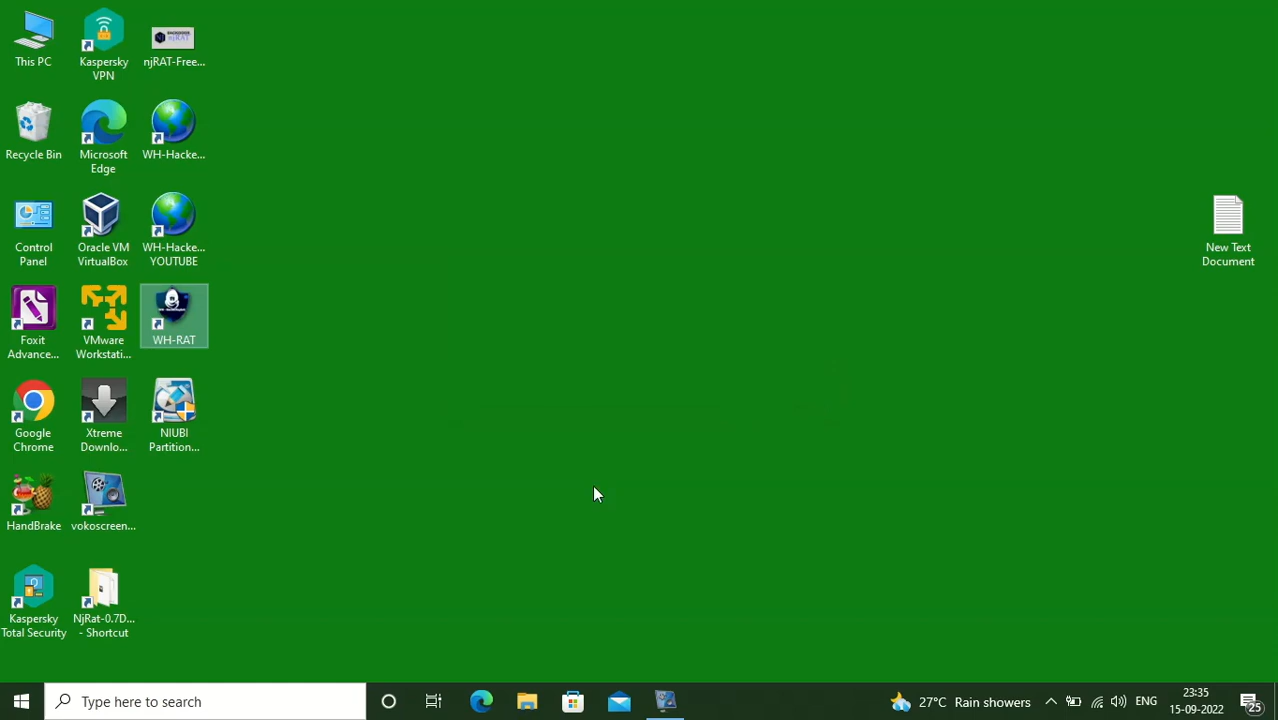 This PC
Kaspersky
VPN
njRAT-Free...
Recycle Bin
Microsoft
Edge
WH-Hacke...
Control
Panel
Oracle VM
VirtualBox
WH-Hacke...
YOUTUBE
Foxit
Advance...
VMware
Workstati...
WH-RAT
Google
Chrome
Xtreme
Downlo...
NIUBI
Partition...
HandBrake
vokoscreen...
Kaspersky
Total Security
NjRat-0.7D...
- Shortcut
New Text
Document
Type here to search
27°C Rain showers
ENG
23:35
15-09-2022
25